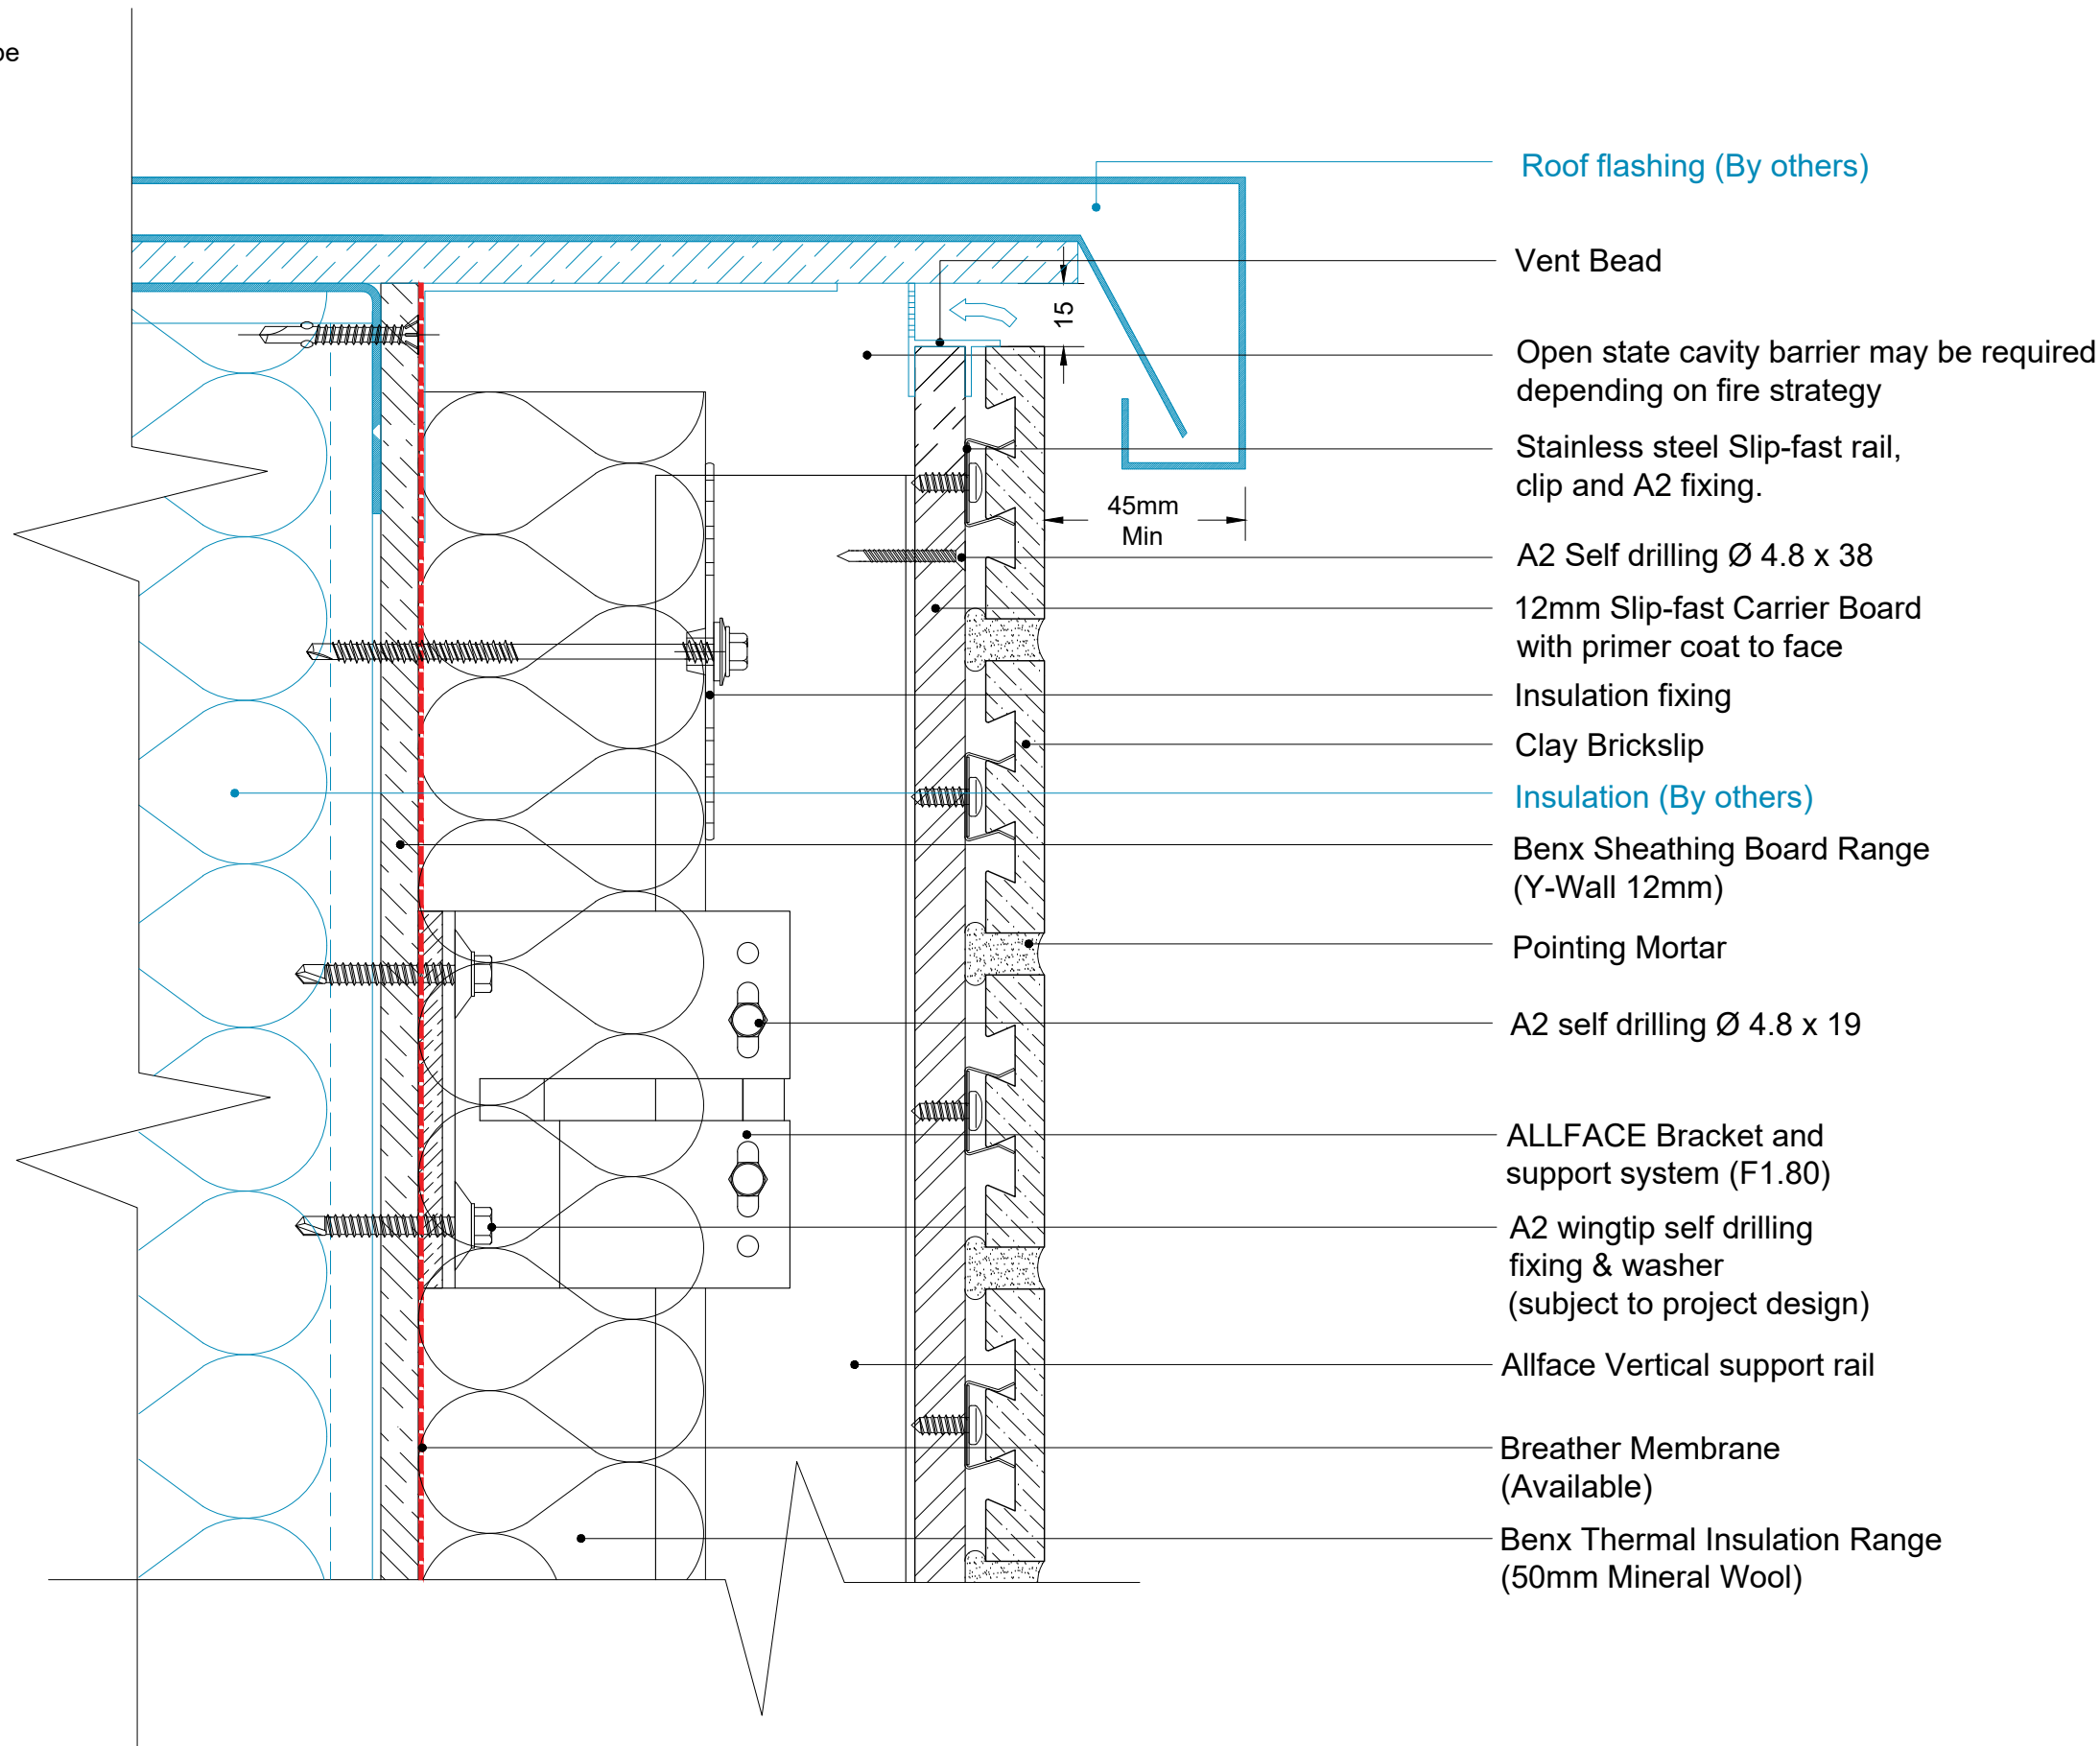 Roof flashing (By others)
Vent Bead
15
Open state cavity barrier may be required
depending on fire strategy
Stainless steel Slip-fast rail,
clip and A2 fixing.
45mm
Min
A2 Self drilling Ø 4.8 x 38
12mm Slip-fast Carrier Board
with primer coat to face
Insulation fixing
Clay Brickslip
Insulation (By others)
Benx Sheathing Board Range
(Y-Wall 12mm)
Pointing Mortar
A2 self drilling Ø 4.8 x 19
ALLFACE Bracket and
support system (F1.80)
A2 wingtip self drilling
fixing & washer
(subject to project design)
Allface Vertical support rail
Breather Membrane
(Available)
Benx Thermal Insulation Range
(50mm Mineral Wool)